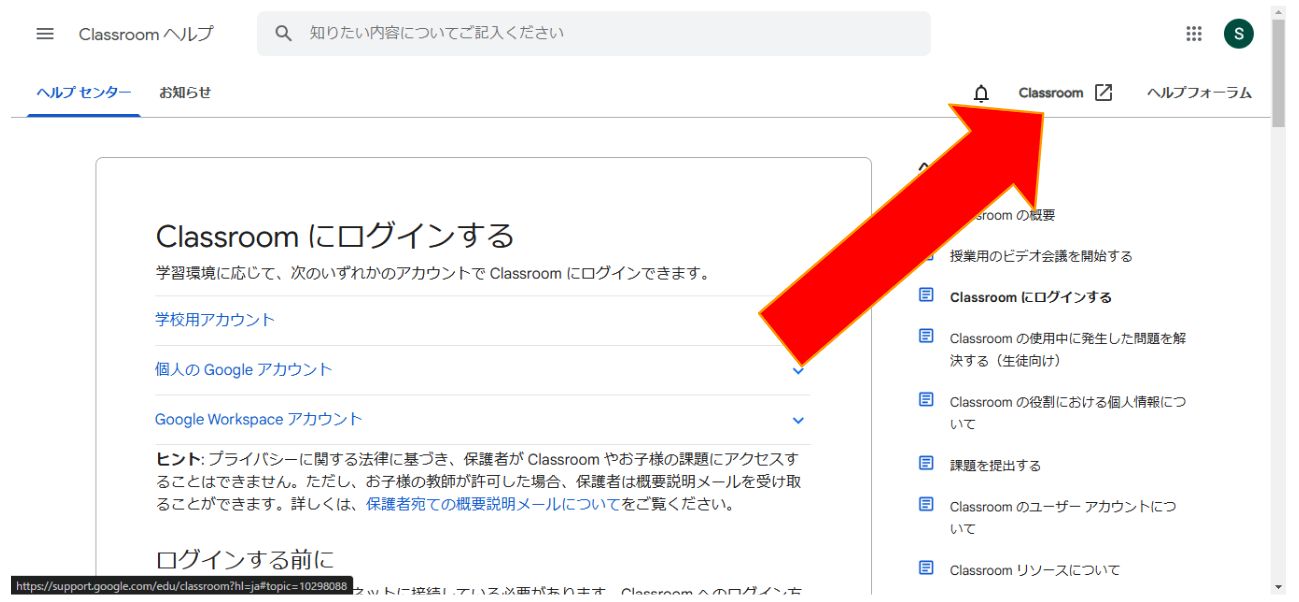 Classroom ヘルプ
知りたい内容についてご記入ください
S
ヘルプ センター
お知らせ
Classroom
ヘルプフォーラム
Classroom にログインする
学習環境に応じて、次のいずれかのアカウントで Classroom にログインできます。
学校用アカウント
個人の Google アカウント
Google Workspace アカウント
ヒント: プライバシーに関する法律に基づき、保護者が Classroom やお子様の課題にアクセスす
ることはできません。ただし、お子様の教師が許可した場合、保護者は概要説明メールを受け取
ることができます。詳しくは、保護者宛ての概要説明メールについてをご覧ください。
ログインする前に
ネットに接続している必要があります。Classroom へのログイン方
https://support.google.com/edu/classroom?hl=ja#topic=10298088
の概要
授業用のビデオ会議を開始する
Classroom にログインする
Classroom の使用中に発生した問題を解
決する（生徒向け）
Classroom の役割における個人情報につ
いて
課題を提出する
Classroom のユーザー アカウントにつ
いて
Classroom リソースについて